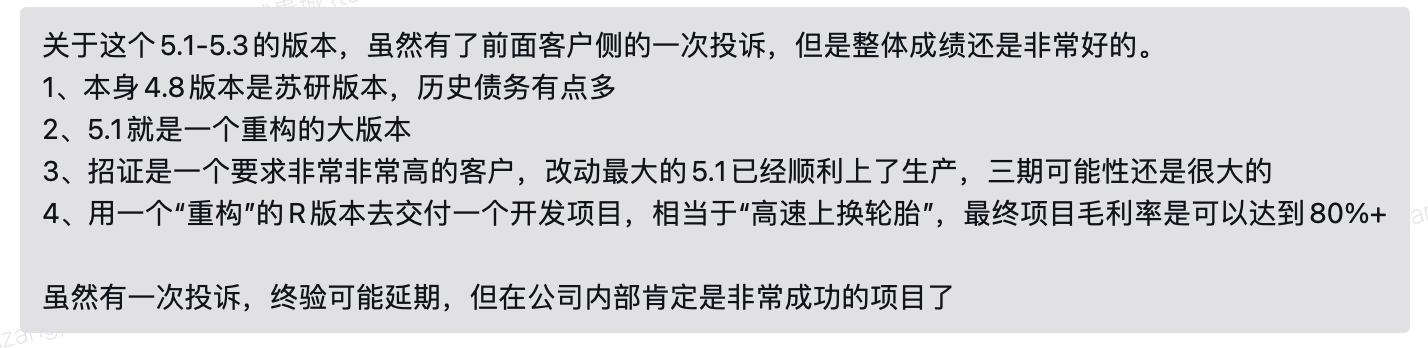 关于这个5.1-5.3的版本，虽然有了前面客户侧的一次投诉，但是整体成绩还是非常好的。
1、本身4.8版本是苏研版本，历史债务有点多
2、5.1就是一个重构的大版本
3、招证是一个要求非常非常高的客户，改动最大的5.1已经顺利上了生产，三期可能性还是很大的
4、用一个“重构”的R版本去交付一个开发项目，相当于“高速上换轮胎”，最终项目毛利率是可以达到80%+
虽然有一次投诉，终验可能延期，但在公司内部肯定是非常成功的项目了